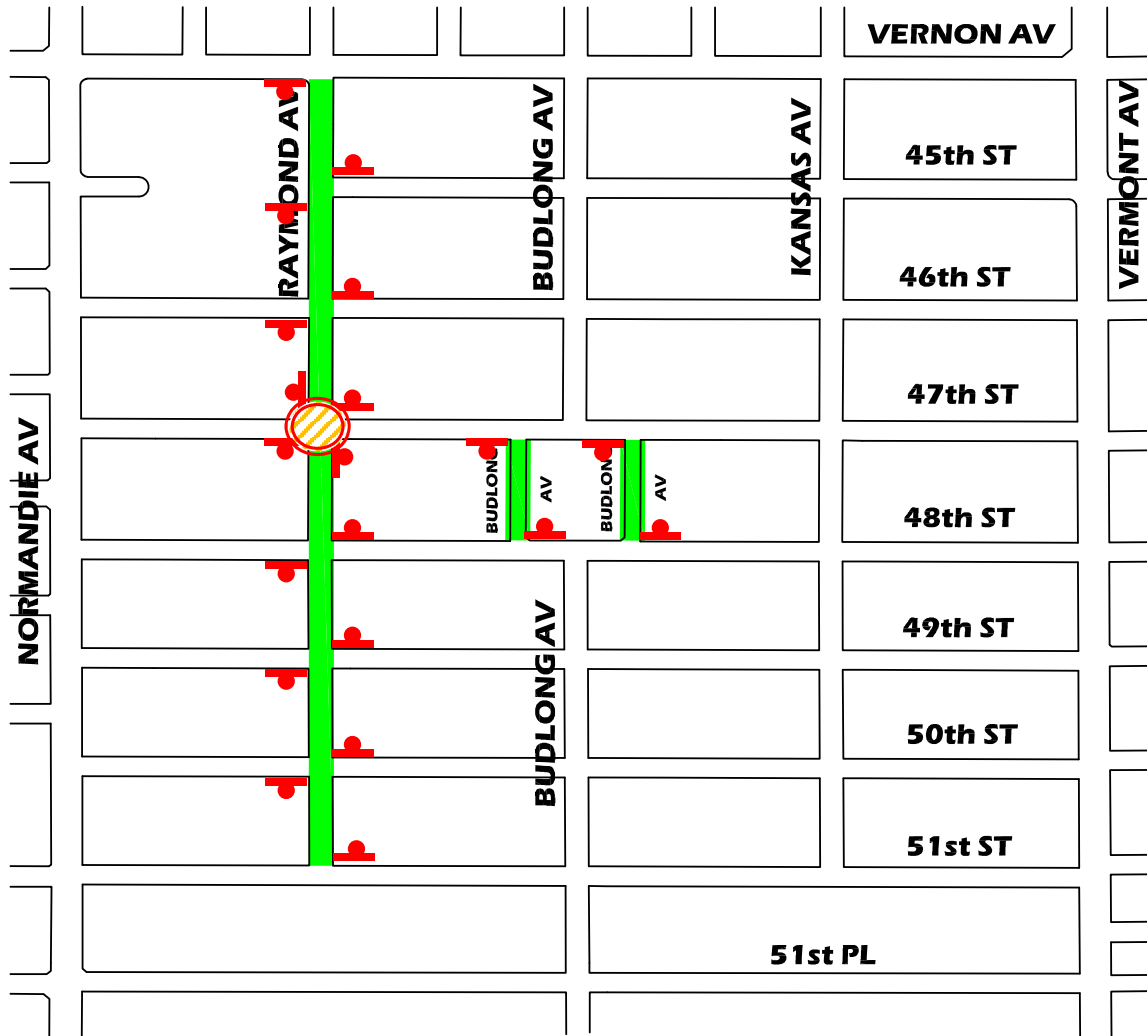 VERNON AV
RAYMOND AV
BUDLONG AV
KANSAS AV
VERMONT AV
45th ST
46th ST
47th ST
NORMANDIE AV
BUDLONG
AV
BUDLONG
AV
48th ST
49th ST
BUDLONG AV
50th ST
51st ST
51st PL